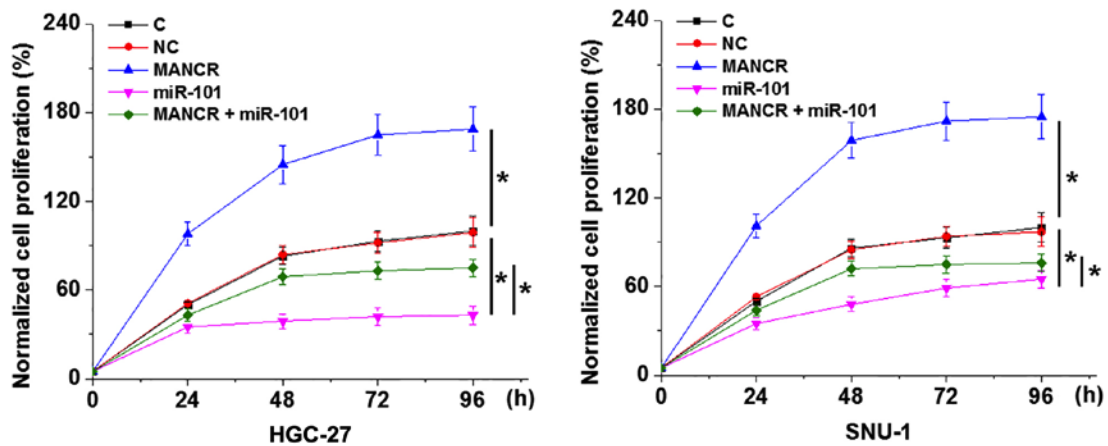 Normalized cell proliferation (%)
240
180
120
60
0
C
NC
MANCR
miR-101
MANCR + miR-101
*
*
*
0 24 48 72 96 (h)
HGC-27
Normalized cell proliferation (%)
240
180
120
60
0
C
NC
MANCR
miR-101
MANCR + miR-101
*
*
*
0 24 48 72 96 (h)
SNU-1